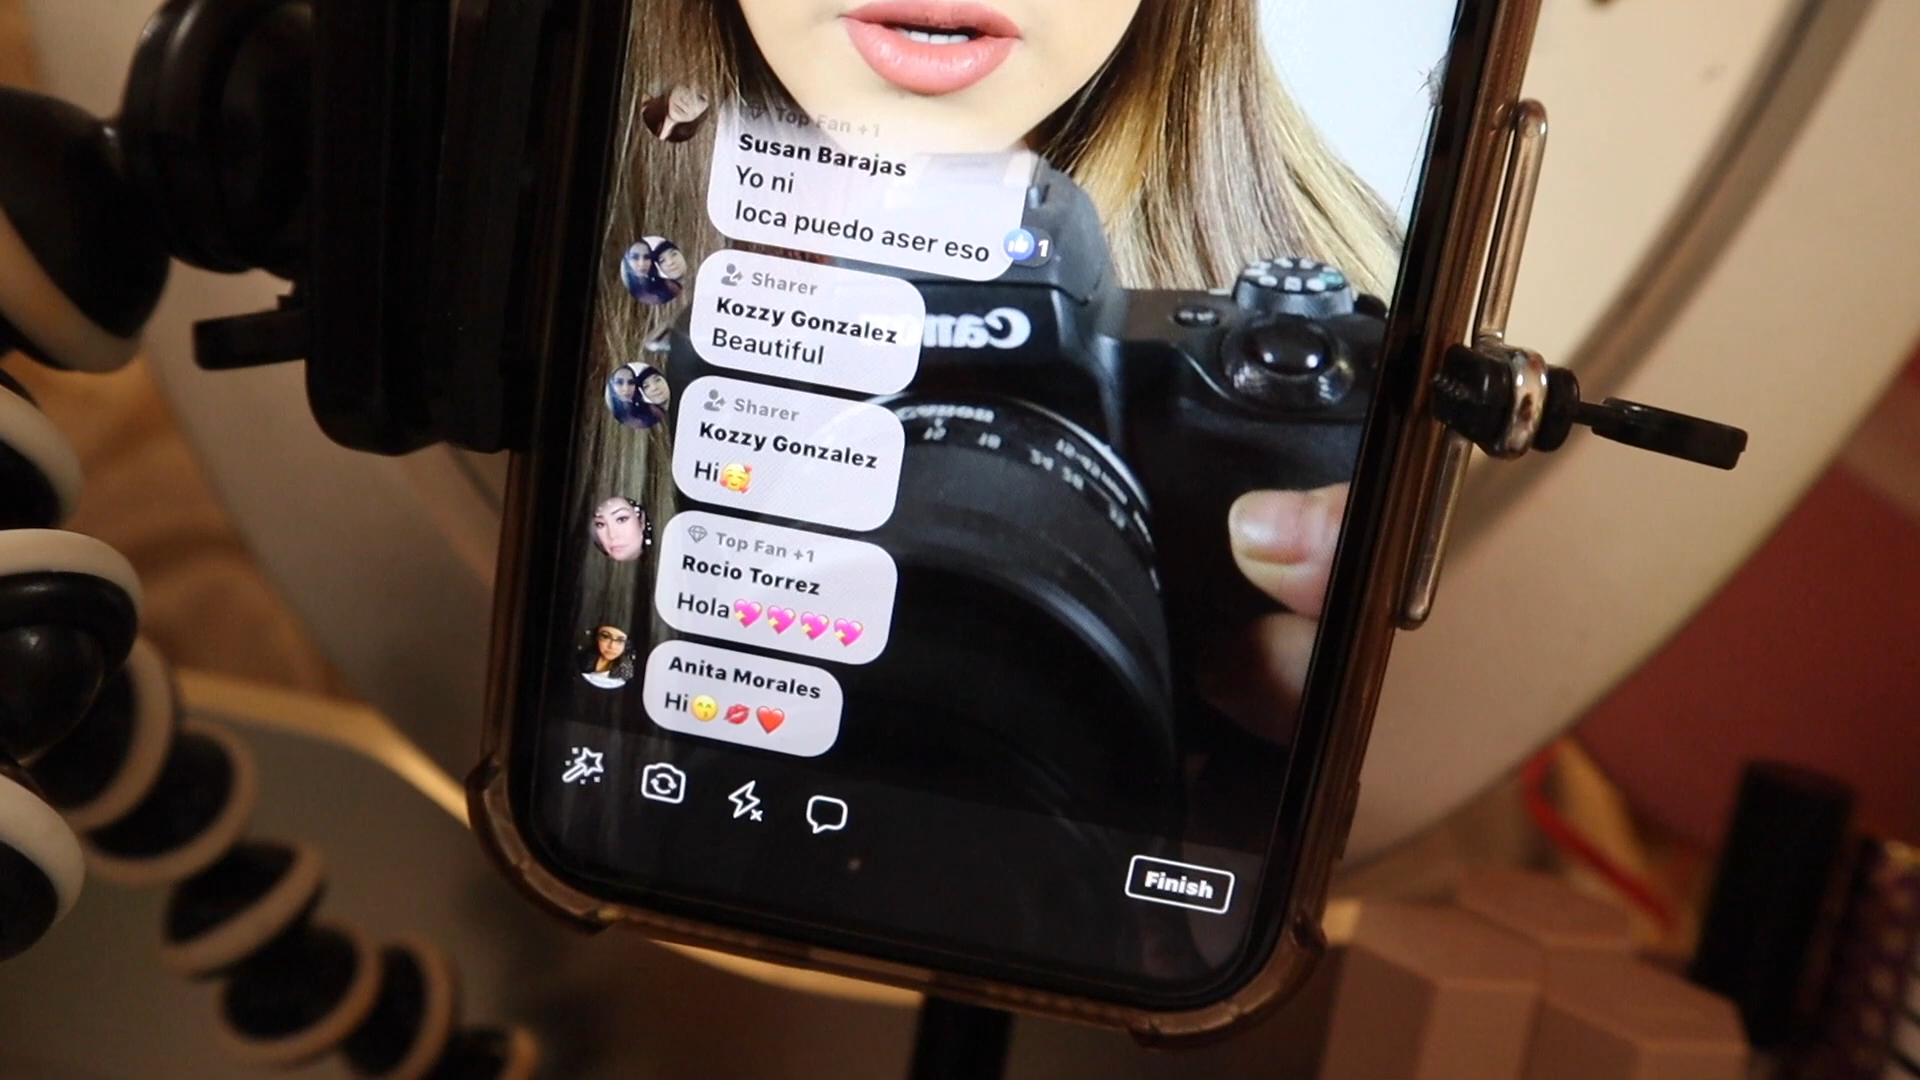 Top Fan +1
Susan Barajas
Yo ni
loca puedo aser eso
1
Sharer
Kozzy Gonzalez
Beautiful
Canon
Sharer
Kozzy Gonzalez
Hi🥰
Top Fan +1
Rocio Torrez
Hola💖💖💖💖
Anita Morales
Hi😙💋❤️
Finish